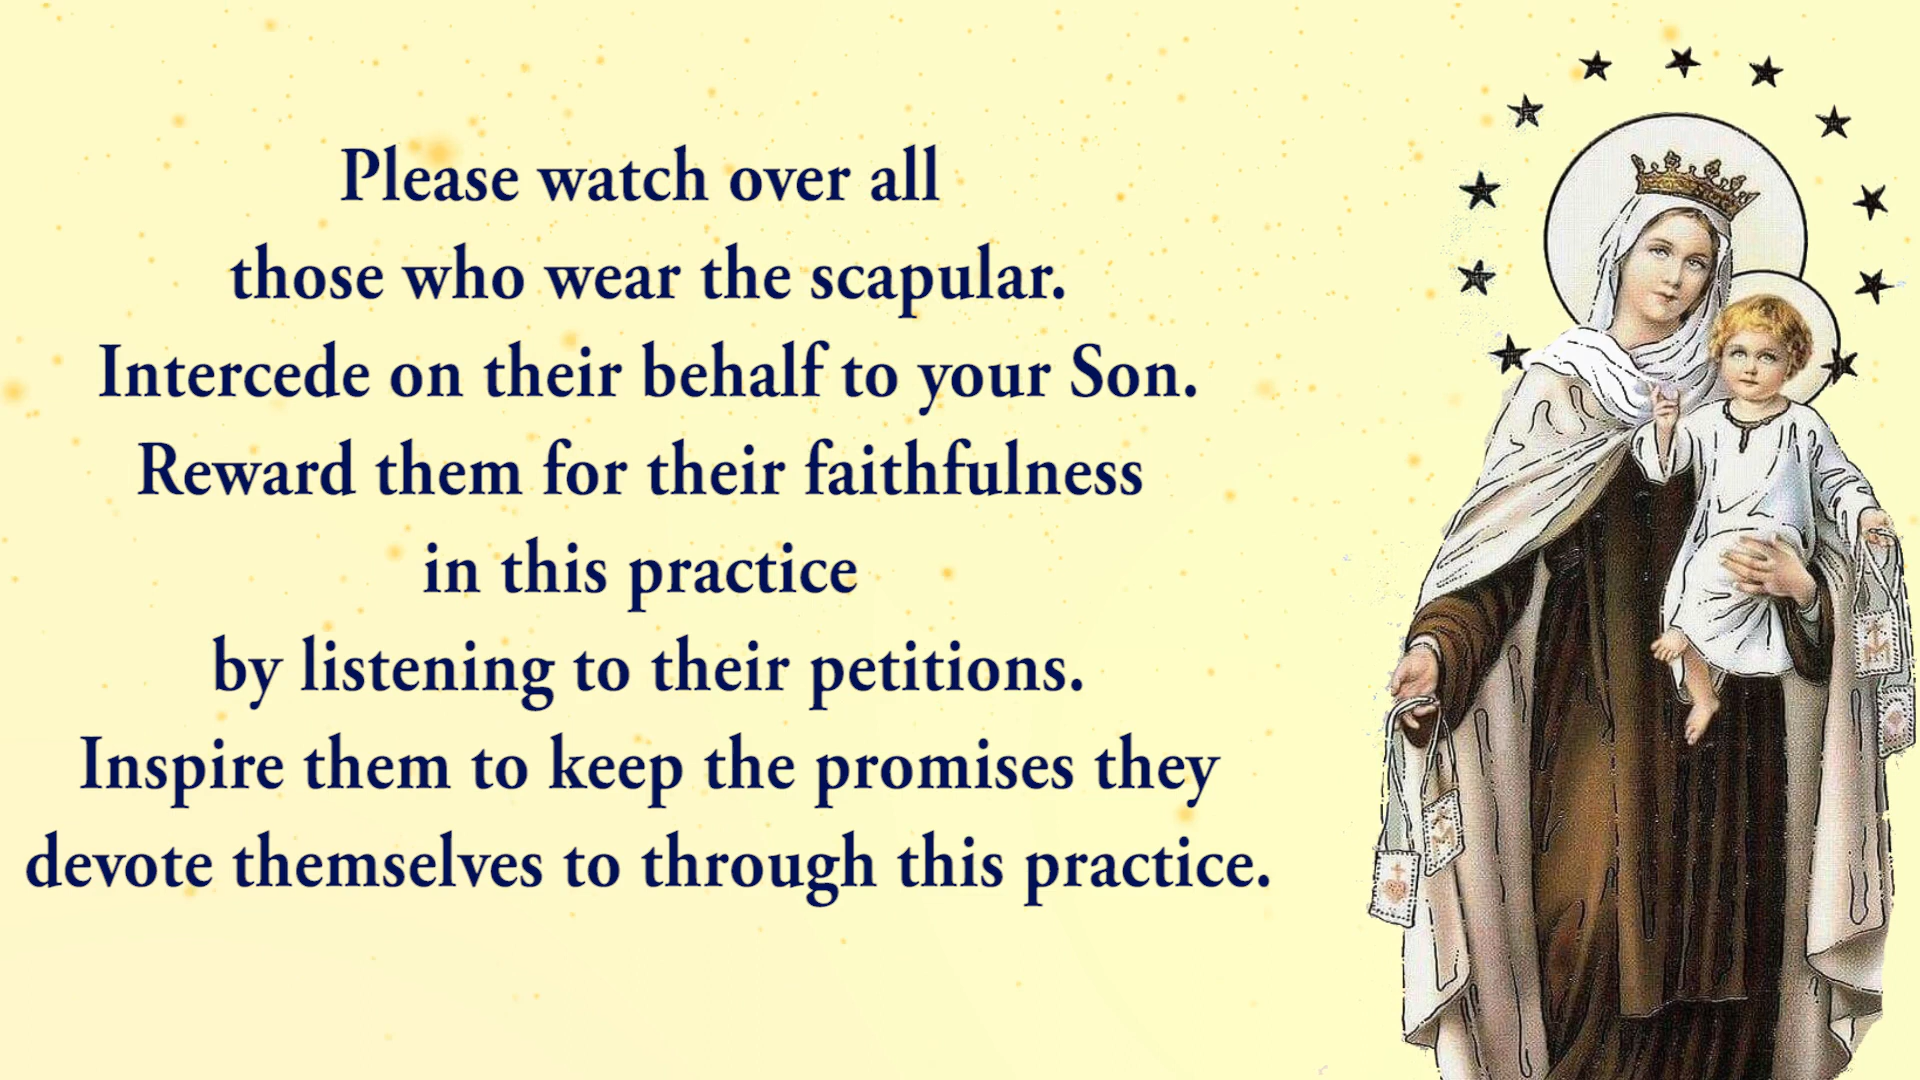 Please watch over all
those who wear the scapular.
Intercede on their behalf to your Son.
Reward them for their faithfulness
in this practice
by listening to their petitions.
Inspire them to keep the promises they
devote themselves to through this practice.